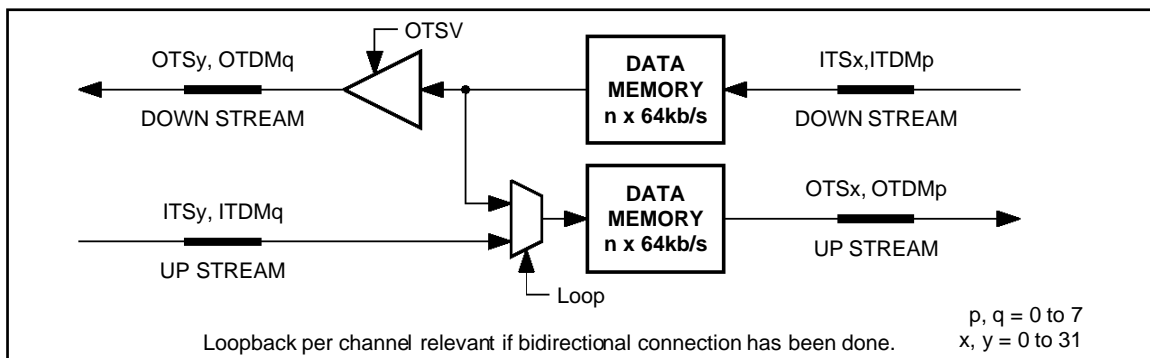 OTSV
OTSy, OTDMq
DOWN STREAM
DATA
MEMORY
n x 64kb/s
ITSx,ITDMp
DOWN STREAM
ITSy, ITDMq
UP STREAM
DATA
MEMORY
n x 64kb/s
OTSx, OTDMp
UP STREAM
Loop
p, q = 0 to 7
x, y = 0 to 31
Loopback per channel relevant if bidirectional connection has been done.